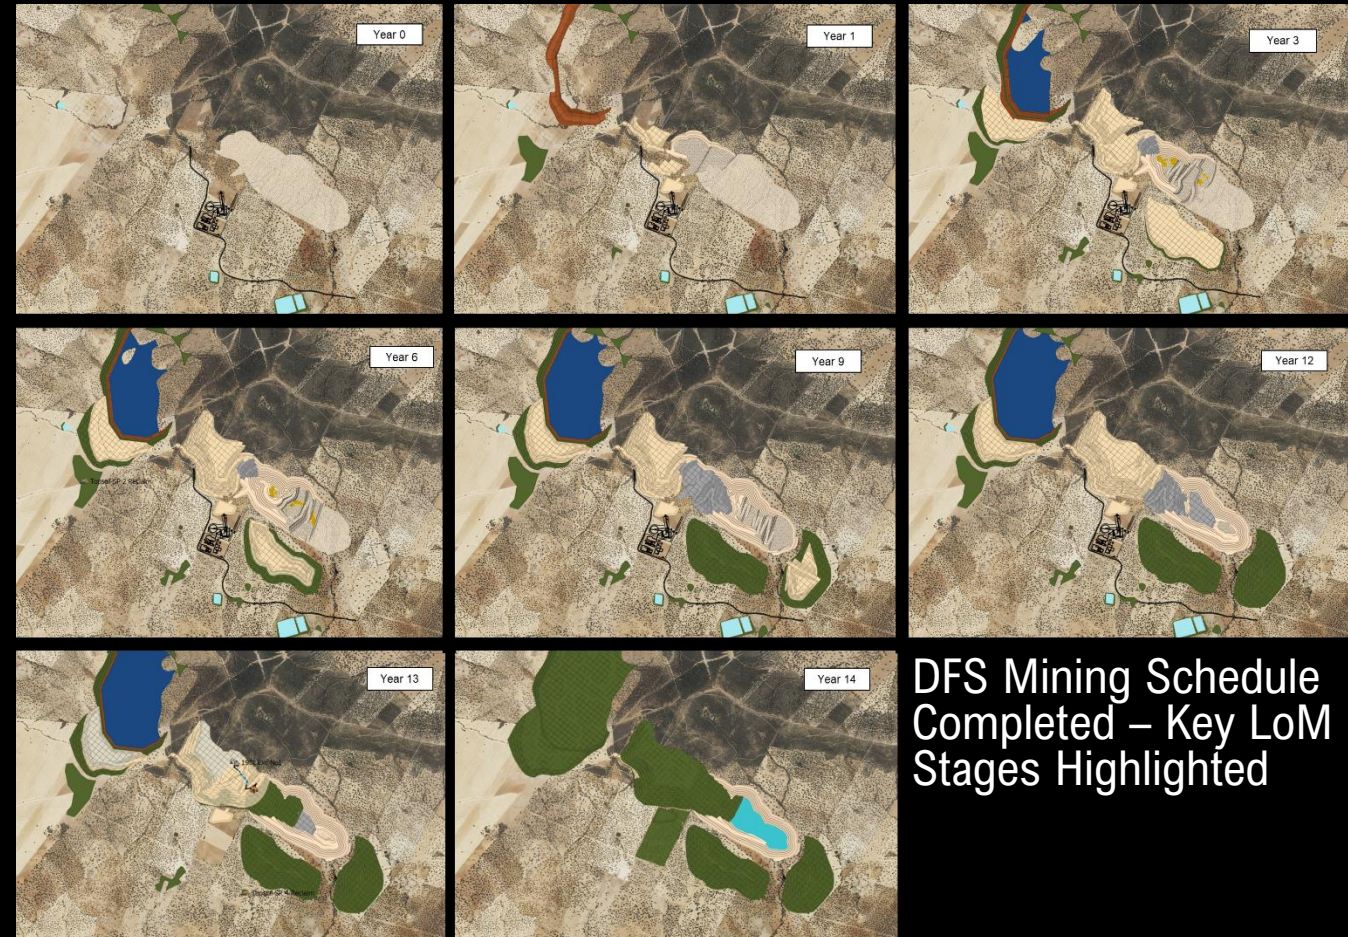 Year 0
Year 1
Year 3
Year 6
Year 9
Year 12
Year 13
Year 14
DFS Mining Schedule
Completed – Key LoM
Stages Highlighted